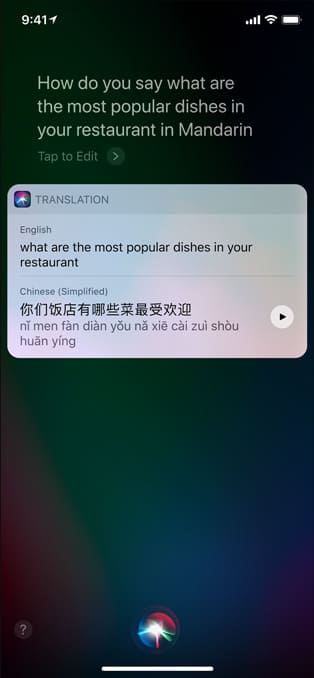 9:41
How do you say what are
the most popular dishes in
your restaurant in Mandarin
Tap to Edit
TRANSLATION
English
what are the most popular dishes in your
restaurant
Chinese (Simplified)
你们饭店有哪些菜最受欢迎
nǐ men fàn diàn yǒu nǎ xiē cài zuì shòu
huān yíng
?